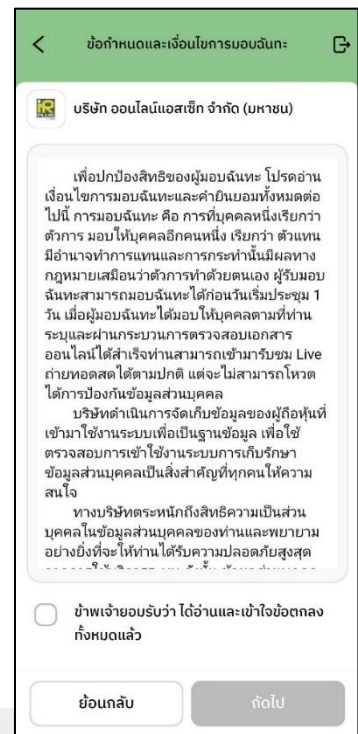 ข้อกำหนดและเงื่อนไขการมอบฉันทะ
บริษัท ออนไลน์แอสเซ็ท จำกัด (มหาชน)
เพื่อปกป้องสิทธิของผู้มอบฉันทะ โปรดอ่าน
เงื่อนไขการมอบฉันทะและคำยินยอมทั้งหมดต่อ
ไปนี้ การมอบฉันทะ คือ การที่บุคคลหนึ่งเรียกว่า
ตัวการ มอบให้บุคคลอีกคนหนึ่ง เรียกว่า ตัวแทน
มีอำนาจทำการแทนและการกระทำนั้นมีผลทาง
กฎหมายเสมือนว่าตัวการทำด้วยตนเอง ผู้รับมอบ
ฉันทะสามารถมอบฉันทะได้ก่อนวันเริ่มประชุม 1
วัน เมื่อผู้มอบฉันทะได้มอบให้บุคคลตามที่ท่าน
ระบุและผ่านกระบวนการตรวจสอบเอกสาร
ออนไลน์ได้สำเร็จท่านสามารถเข้ามารับชม Live
ถ่ายทอดสดได้ตามปกติ แต่จะไม่สามารถโหวต
ได้การป้องกันข้อมูลส่วนบุคคล
บริษัทดำเนินการจัดเก็บข้อมูลของผู้ถือหุ้นที่
เข้ามาใช้งานระบบเพื่อเป็นฐานข้อมูล เพื่อใช้
ตรวจสอบการเข้าใช้งานระบบการเก็บรักษา
ข้อมูลส่วนบุคคลเป็นสิ่งสำคัญที่ทุกคนให้ความ
สนใจ
ทางบริษัทตระหนักถึงสิทธิความเป็นส่วน
บุคคลในข้อมูลส่วนบุคคลของท่านและพยายาม
อย่างยิ่งที่จะให้ท่านได้รับความปลอดภัยสูงสุด
ข้าพเจ้ายอมรับว่า ได้อ่านและเข้าใจข้อตกลง
ทั้งหมดแล้ว
ย้อนกลับ
ถัดไป